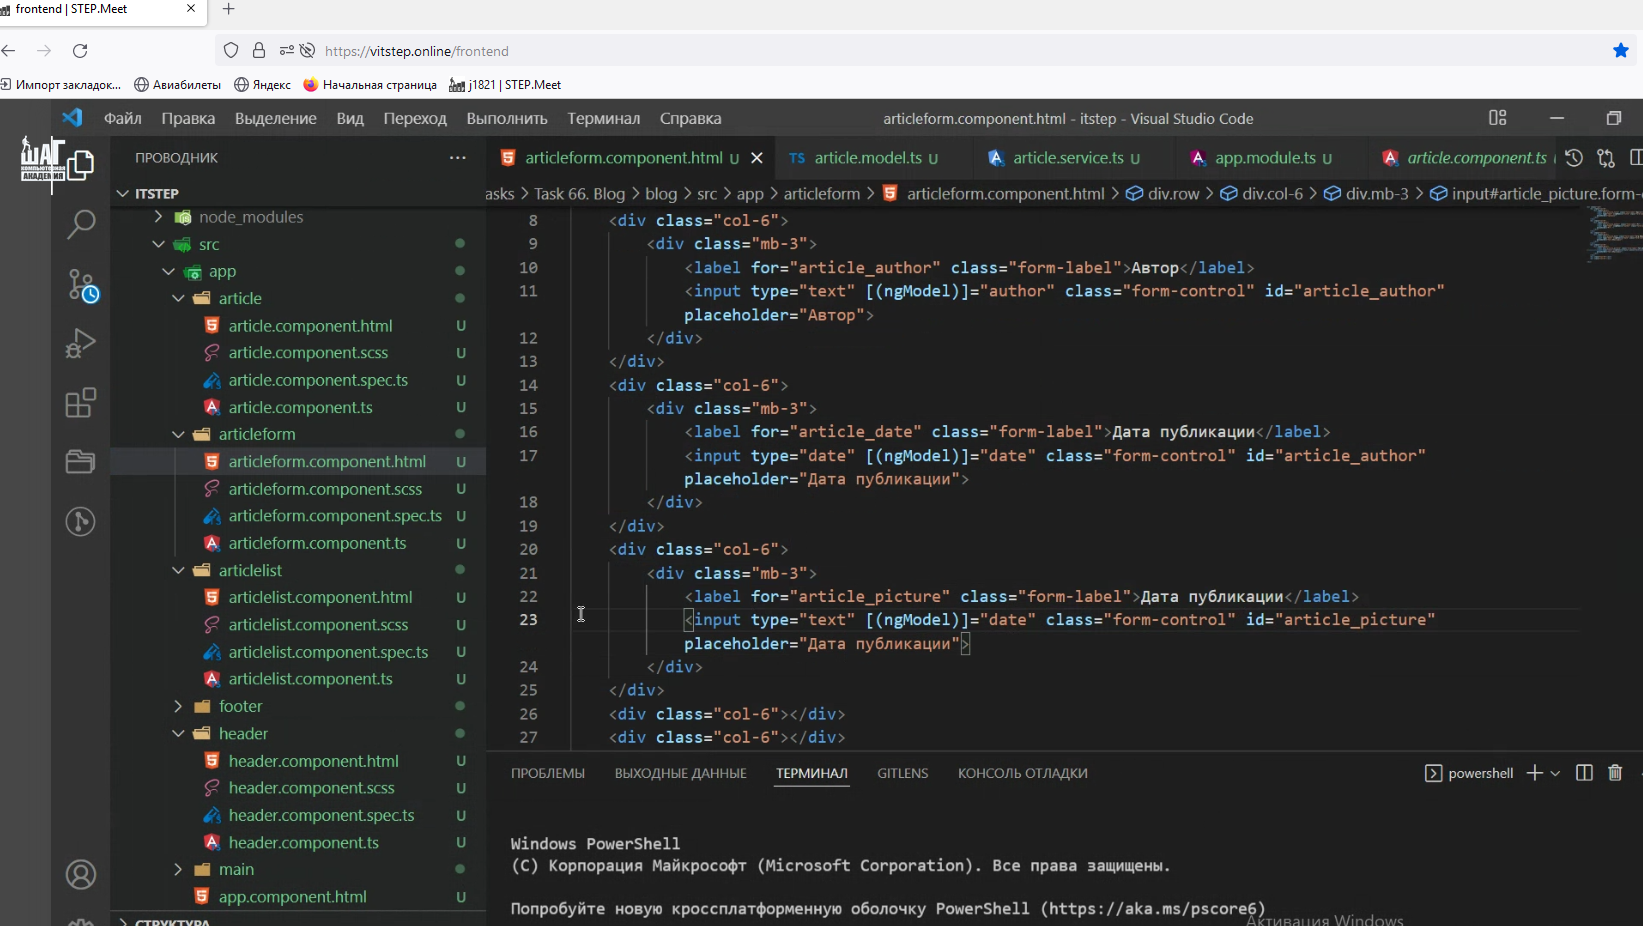 frontend | STEP.Meet
https://vitstep.online/frontend
Импорт закладок...
Авиабилеты
Яндекс
Начальная страница
j1821 | STEP.Meet
Файл
Правка
Выделение
Вид
Переход
Выполнить
Терминал
Справка
articleform.component.html - itstep - Visual Studio Code
ШАГ
КОМПЬЮТЕРНАЯ
АКАДЕМИЯ
ПРОВОДНИК
ITSTEP
node_modules
src
app
article
article.component.html U
article.component.scss U
article.component.spec.ts U
article.component.ts U
articleform
articleform.component.html U
articleform.component.scss U
articleform.component.spec.ts U
articleform.component.ts U
articlelist
articlelist.component.html U
articlelist.component.scss U
articlelist.component.spec.ts U
articlelist.component.ts U
footer
header
header.component.html U
header.component.scss U
header.component.spec.ts U
header.component.ts U
main
app.component.html U
СТРУКТУРА
articleform.component.html U
TS article.model.ts U
article.service.ts U
app.module.ts U
article.component.ts
asks > Task 66. Blog > blog > src > app > articleform > articleform.component.html > div.row > div.col-6 > div.mb-3 > input#article_picture.form-
8 <div class="col-6">
9 <div class="mb-3">
10 <label for="article_author" class="form-label">Автор</label>
11 <input type="text" [(ngModel)]="author" class="form-control" id="article_author"
placeholder="Автор">
12 </div>
13 </div>
14 <div class="col-6">
15 <div class="mb-3">
16 <label for="article_date" class="form-label">Дата публикации</label>
17 <input type="date" [(ngModel)]="date" class="form-control" id="article_author"
placeholder="Дата публикации">
18 </div>
19 </div>
20 <div class="col-6">
21 <div class="mb-3">
22 <label for="article_picture" class="form-label">Дата публикации</label>
23 <input type="text" [(ngModel)]="date" class="form-control" id="article_picture"
placeholder="Дата публикации">
24 </div>
25 </div>
26 <div class="col-6"></div>
27 <div class="col-6"></div>
ПРОБЛЕМЫ
ВЫХОДНЫЕ ДАННЫЕ
ТЕРМИНАЛ
GITLENS
КОНСОЛЬ ОТЛАДКИ
powershell
Windows PowerShell
(C) Корпорация Майкрософт (Microsoft Corporation). Все права защищены.
Попробуйте новую кроссплатформенную оболочку PowerShell (https://aka.ms/pscore6)
Активация Windows